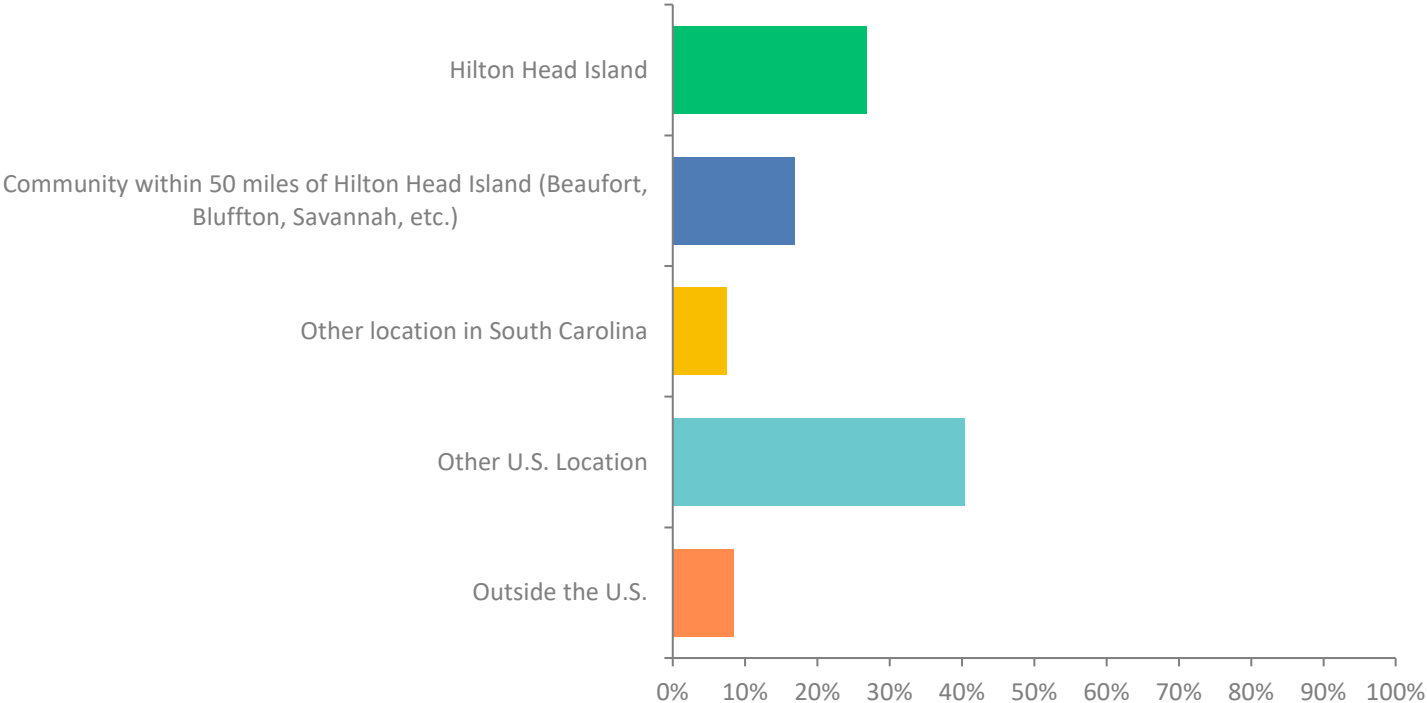 Hilton Head Island
Community within 50 miles of Hilton Head Island (Beaufort,
Bluffton, Savannah, etc.)
Other location in South Carolina
Other U.S. Location
Outside the U.S.
0% 10% 20% 30% 40% 50% 60% 70% 80% 90% 100%